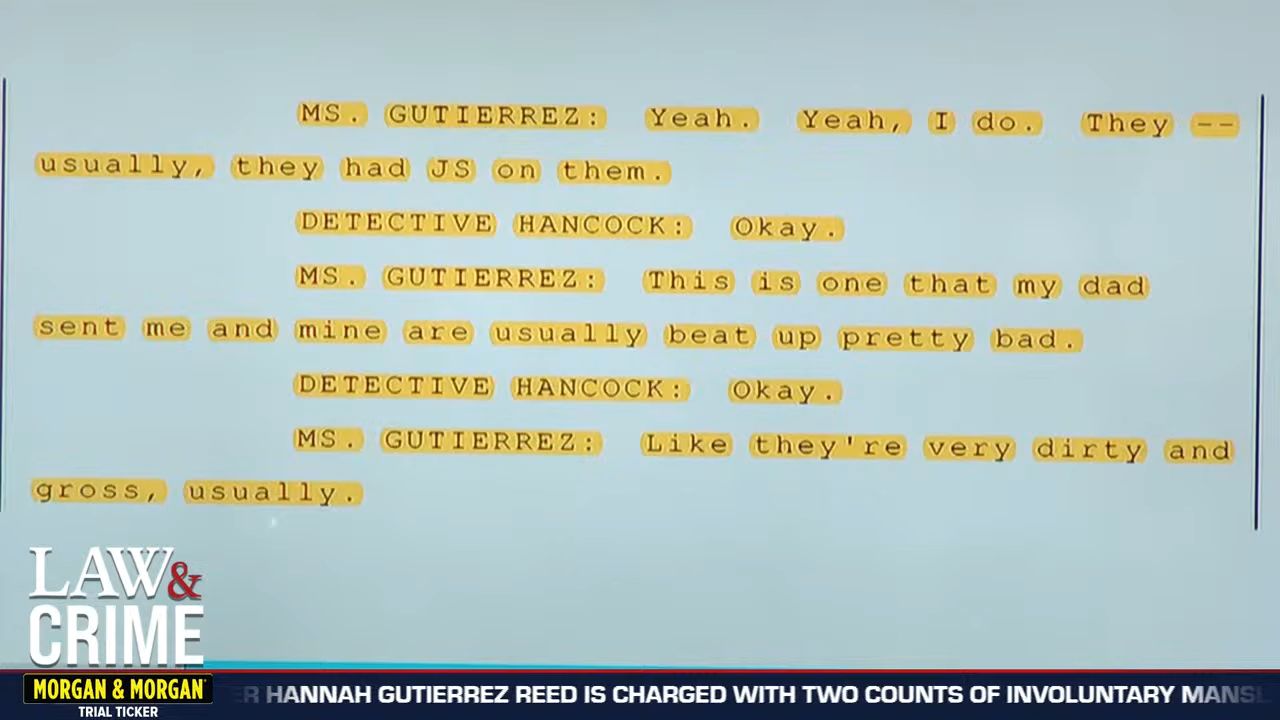 MS. GUTIERREZ: Yeah. Yeah, I do. They --
usually, they had JS on them.
DETECTIVE HANCOCK: Okay.
MS. GUTIERREZ: This is one that my dad
sent me and mine are usually beat up pretty bad.
DETECTIVE HANCOCK: Okay.
MS. GUTIERREZ: Like they're very dirty and
gross, usually.
LAW&
CRIME
MORGAN & MORGAN
TRIAL TICKER
HANNAH GUTIERREZ REED IS CHARGED WITH TWO COUNTS OF INVOLUNTARY